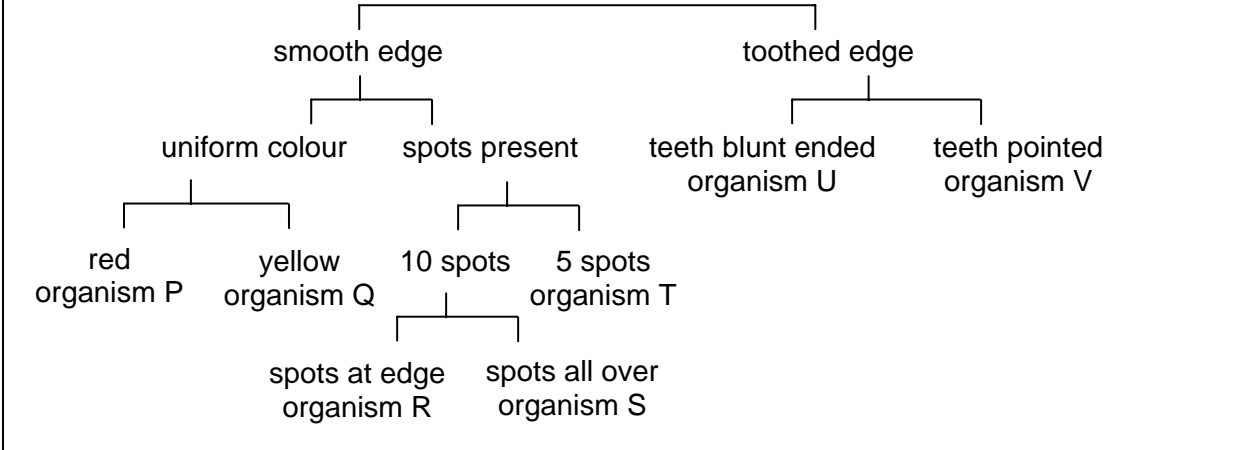 smooth edge
toothed edge
uniform colour
spots present
teeth blunt ended
organism U
teeth pointed
organism V
red
organism P
yellow
organism Q
10 spots
5 spots
organism T
spots at edge
organism R
spots all over
organism S